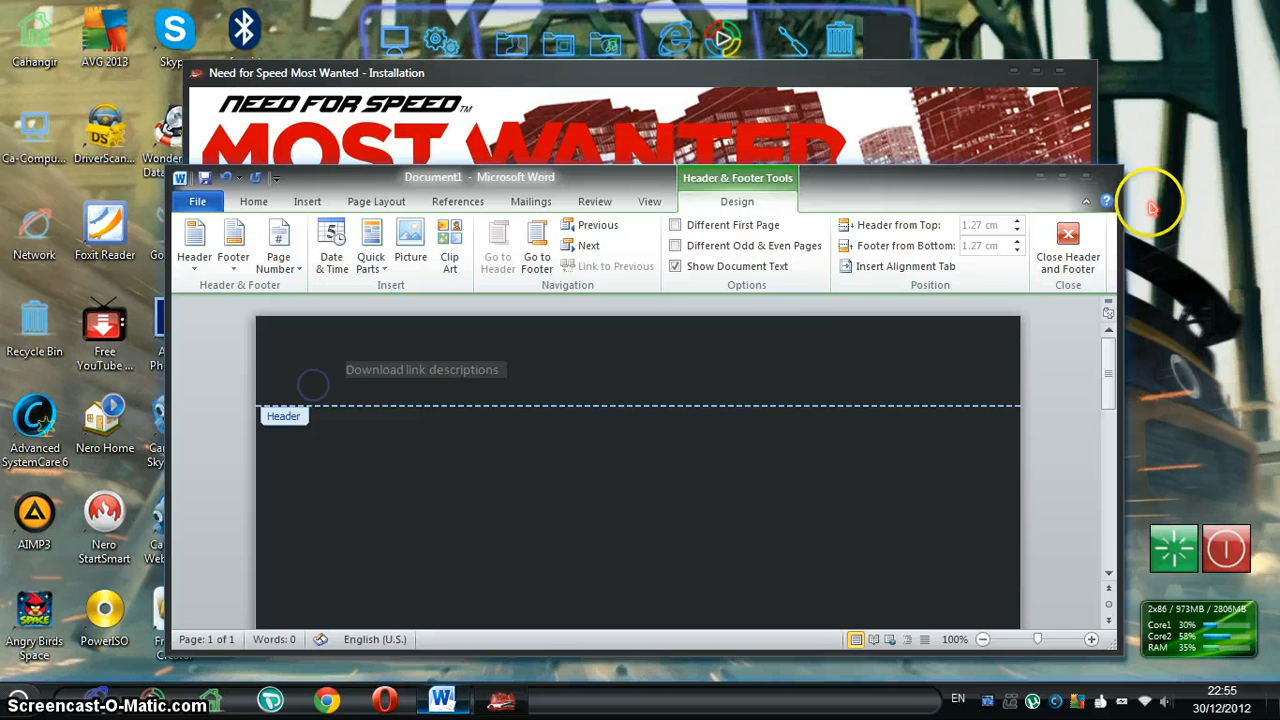 Cahangir
AVG 2013
Skyp
Need for Speed Most Wanted - Installation
NEED FOR SPEED™
MOST WANTED
Ca-Compu...
DriverScan...
Wonder
Network
Foxit Reader
Recycle Bin
Free
YouTube ...
Advanced
SystemCare 6
Nero Home
AIMP3
Nero
StartSmart
Angry Birds
Space
PowerISO
Document1 - Microsoft Word
Header & Footer Tools
File
Home
Insert
Page Layout
References
Mailings
Review
View
Design
Header
Footer
Page
Number
Header & Footer
Date
& Time
Quick
Parts
Picture
Clip
Art
Insert
Go to
Header
Go to
Footer
Previous
Next
Link to Previous
Navigation
Different First Page
Different Odd & Even Pages
Show Document Text
Options
Header from Top: 1.27 cm
Footer from Bottom: 1.27 cm
Insert Alignment Tab
Position
Close Header
and Footer
Close
Download link descriptions
Header
Page: 1 of 1
Words: 0
English (U.S.)
100%
2x86 / 973MB / 2806MB
Core1 30%
Core2 58%
RAM 35%
EN
22:55
30/12/2012
Screencast-O-Matic.com